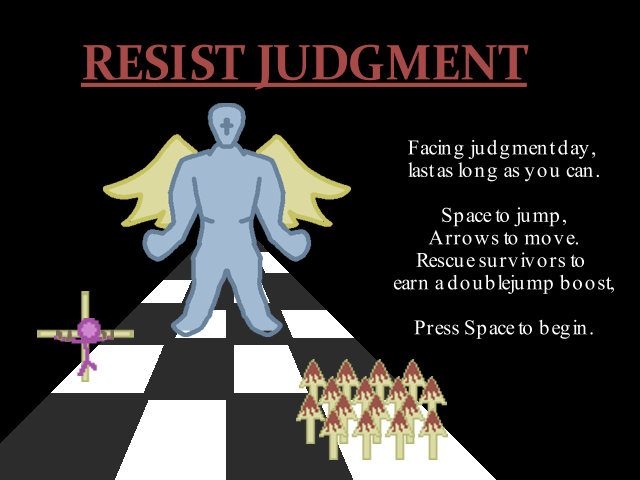 RESIST JUDGMENT
Facing judgment day,
last as long as you can.
Space to jump,
Arrows to move.
Rescue survivors to
earn a doublejump boost,
Press Space to begin.